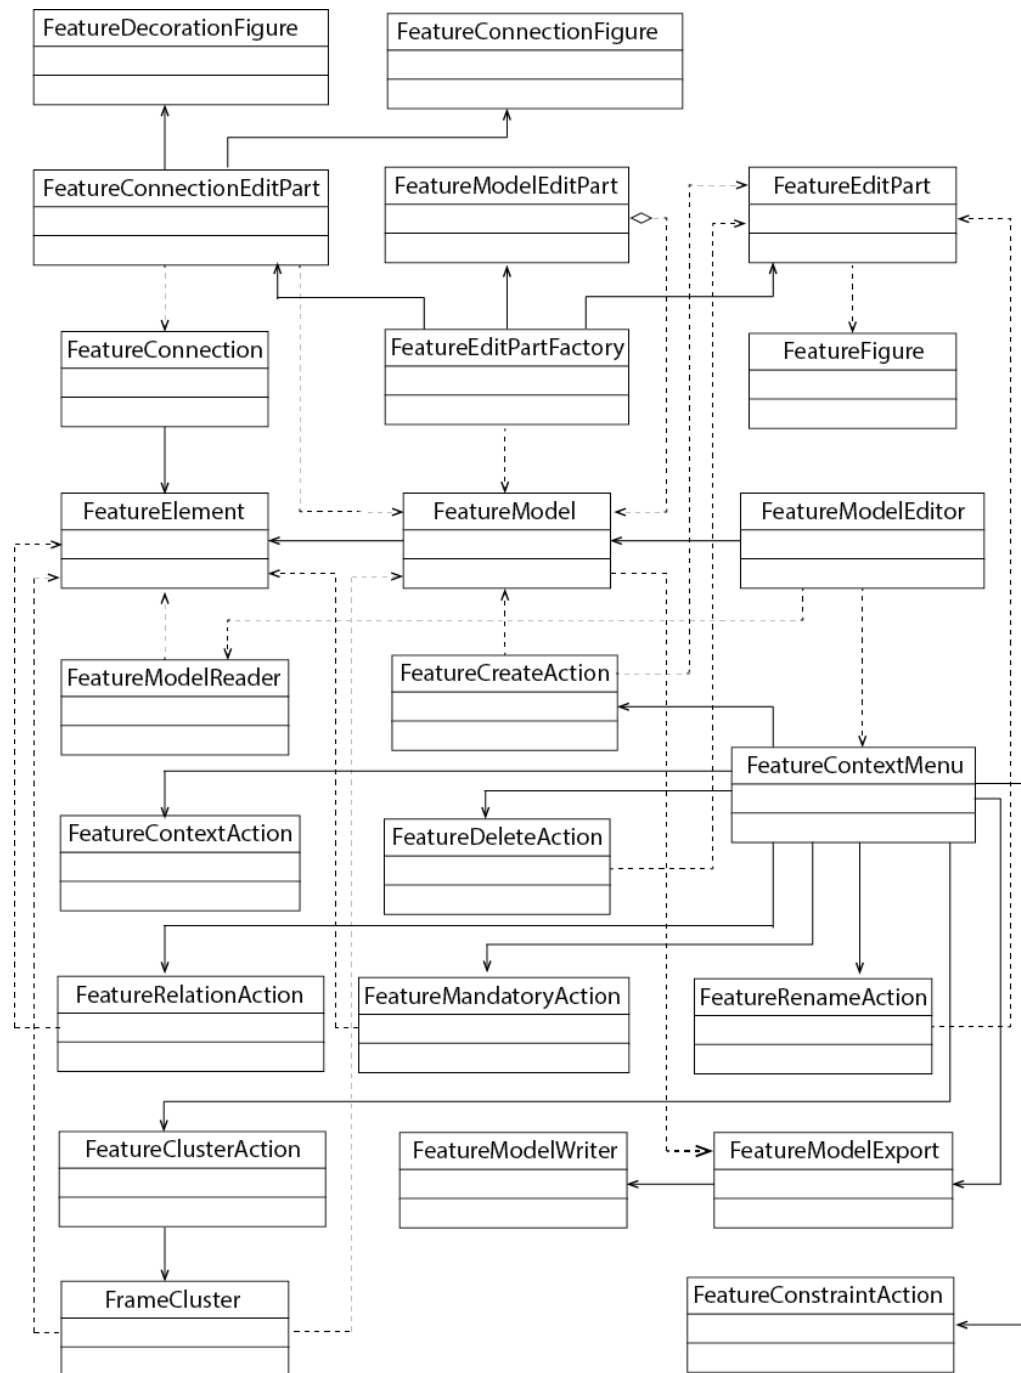 FeatureDecorationFigure
FeatureConnectionFigure
FeatureConnectionEditPart
FeatureModelEditPart
FeatureEditPart
FeatureConnection
FeatureEditPartFactory
FeatureFigure
FeatureElement
FeatureModel
FeatureModelEditor
FeatureModelReader
FeatureCreateAction
FeatureContextMenu
FeatureContextAction
FeatureDeleteAction
FeatureRelationAction
FeatureMandatoryAction
FeatureRenameAction
FeatureClusterAction
FeatureModelWriter
FeatureModelExport
FrameCluster
FeatureConstraintAction